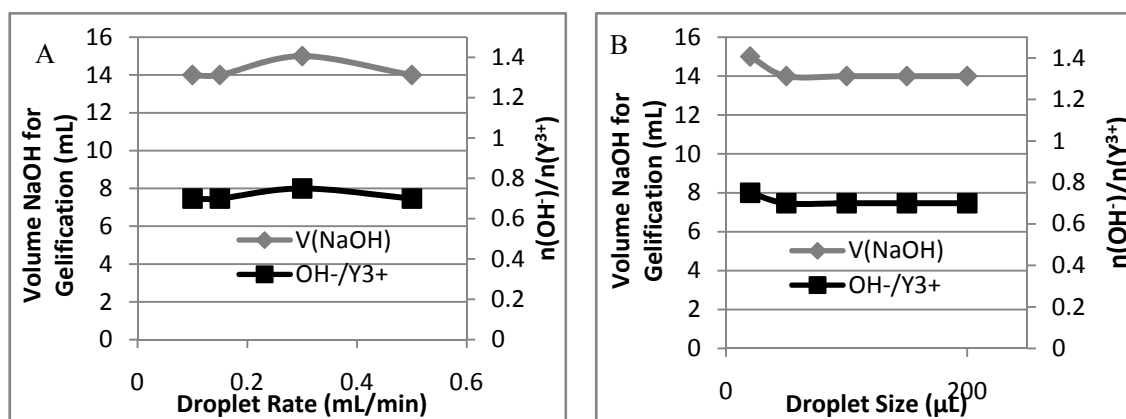 A
Volume NaOH for
Gelification (mL)
16
14
12
10
8
6
4
2
0
1.4
1.2
1
0.8
0.6
0.4
0.2
0
n(OH⁻)/n(Y³⁺)
V(NaOH)
OH-/Y3+
0 0.2 0.4 0.6
Droplet Rate (mL/min)
B
Volume NaOH for
Gelification (mL)
16
14
12
10
8
6
4
2
0
1.4
1.2
1
0.8
0.6
0.4
0.2
0
n(OH⁻)/n(Y³⁺)
V(NaOH)
OH-/Y3+
0 200
Droplet Size (µL)